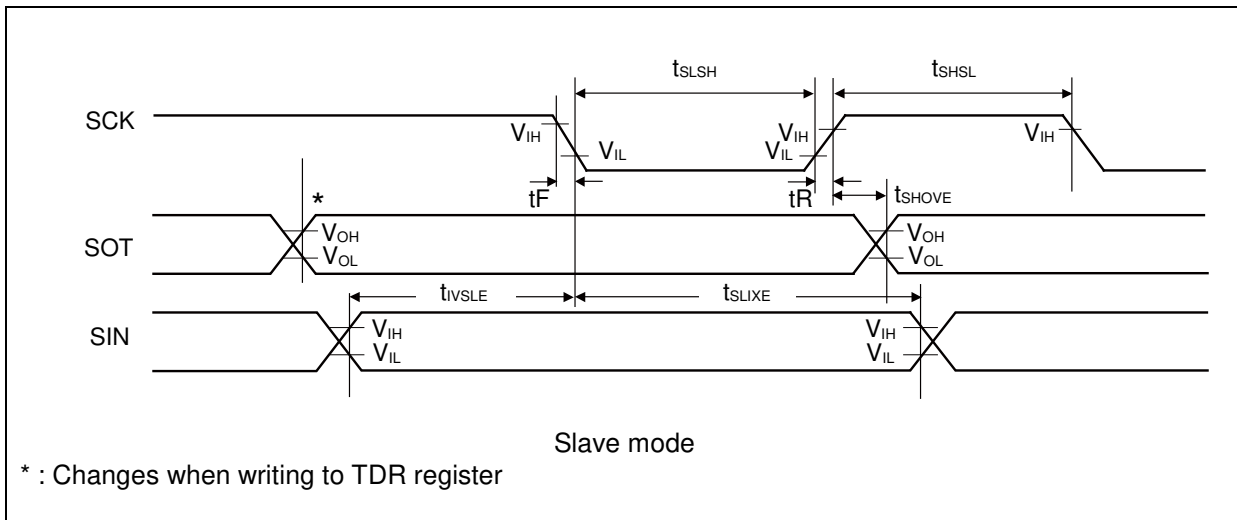 tSLSH
tSHSL
SCK
VIH
VIL
VIL
VIH
VIH
tF
tR
tSHOVE
*
SOT
VOH
VOL
VOH
VOL
tIVSLE
tSLIXE
SIN
VIH
VIL
VIH
VIL
Slave mode
* : Changes when writing to TDR register